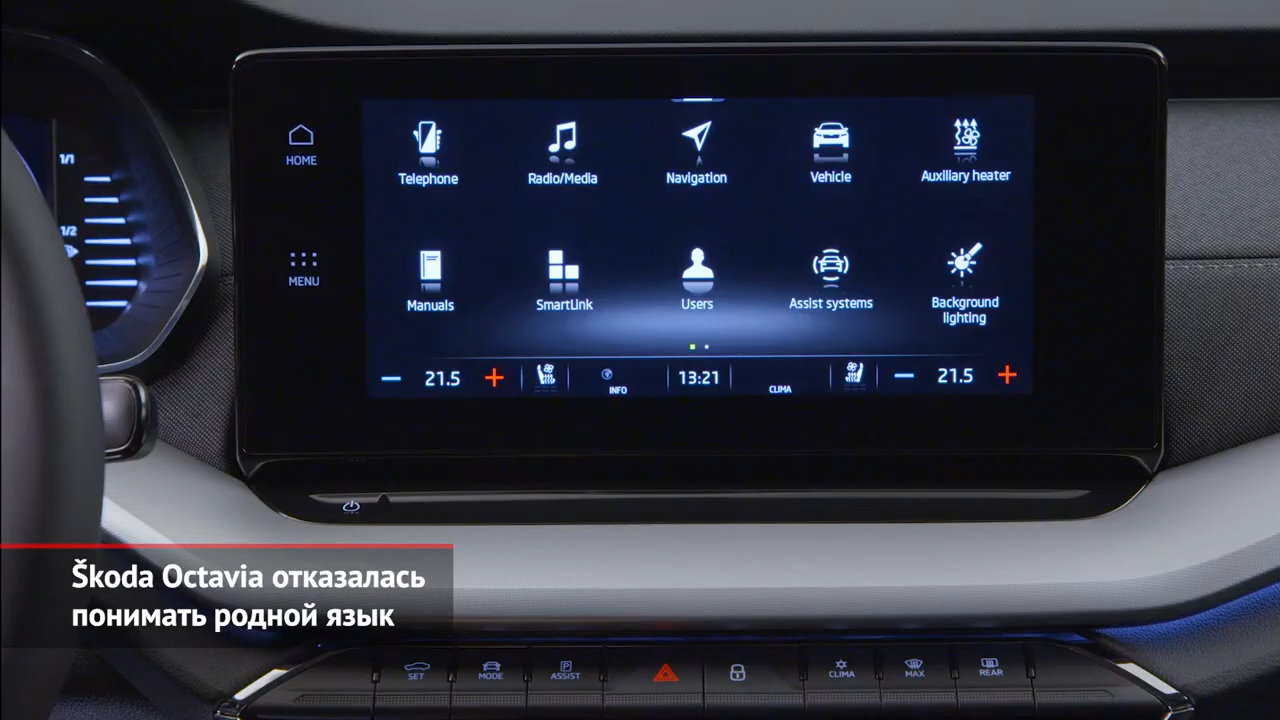 1/1
1/2
HOME
MENU
Telephone
Radio/Media
Navigation
Vehicle
Auxiliary heater
Manuals
SmartLink
Users
Assist systems
Background
lighting
21.5
INFO
13:21
CLIMA
21.5
Škoda Octavia отказалась
понимать родной язык
SET
MODE
P
ASSIST
CLIMA
MAX
REAR